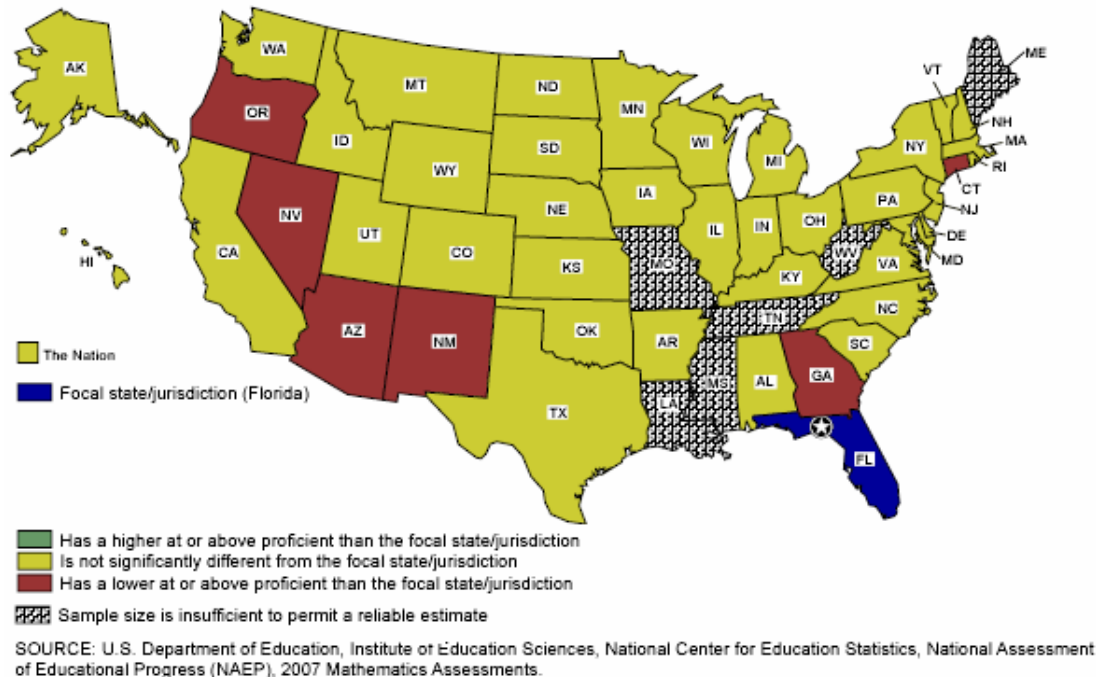 ME
WA
VT
AK
MT
ND
MN
OR
NH
ID
WI
MA
SD
NY
MI
WY
RI
IA
CT
PA
NE
NV
OH
NJ
IL
IN
UT
DE
CA
CO
WV
HI
VA
MD
KS
MO
KY
NC
TN
OK
AZ
NM
AR
SC
The Nation
MS
AL
GA
Focal state/jurisdiction (Florida)
LA
TX
FL
Has a higher at or above proficient than the focal state/jurisdiction
Is not significantly different from the focal state/jurisdiction
Has a lower at or above proficient than the focal state/jurisdiction
Sample size is insufficient to permit a reliable estimate
SOURCE: U.S. Department of Education, Institute of Education Sciences, National Center for Education Statistics, National Assessment
of Educational Progress (NAEP), 2007 Mathematics Assessments.